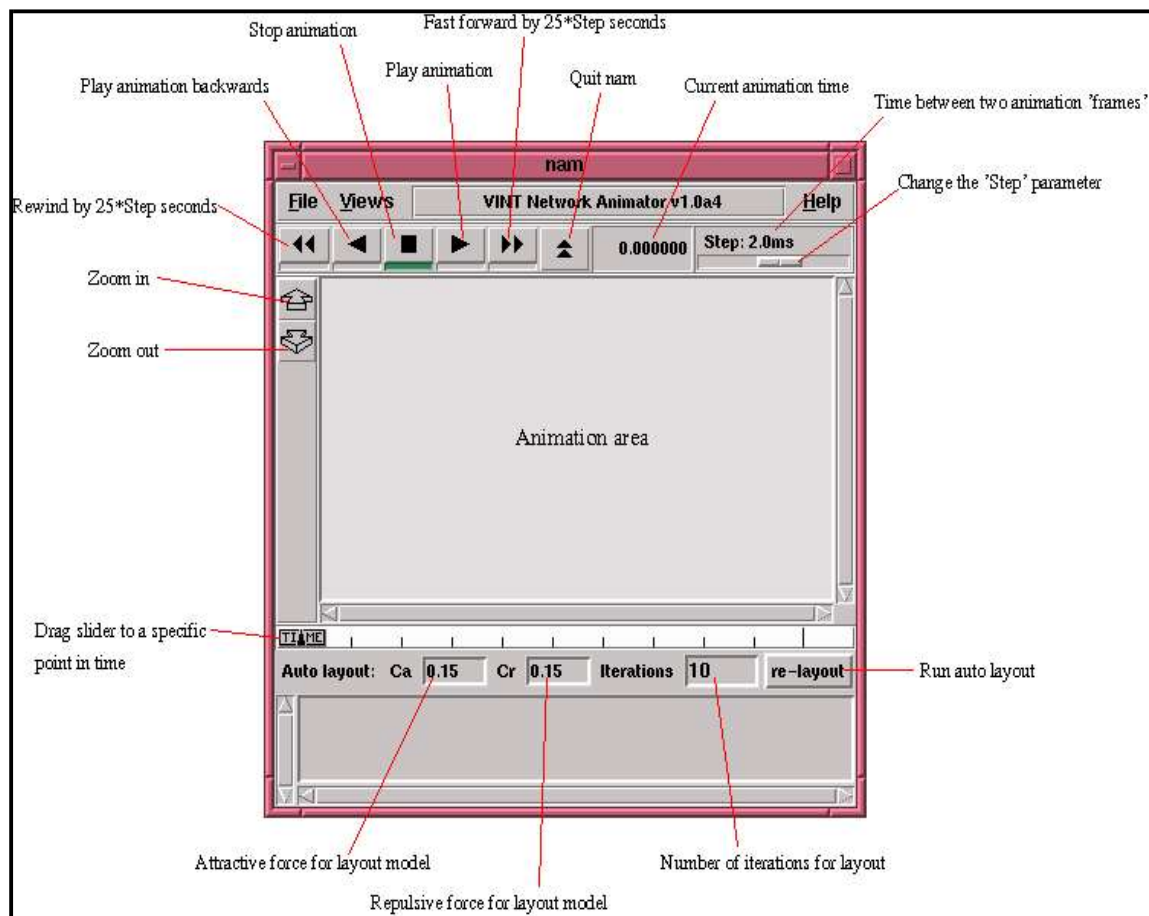 Fast forward by 25*Step seconds
Stop animation
Play animation
Play animation backwards
Quit nam
Current animation time
Time between two animation 'frames'
nam
Change the 'Step' parameter
File Views VINT Network Animator v1.0a4 Help
Rewind by 25*Step seconds
0.000000 Step: 2.0ms
Zoom in
Zoom out
Animation area
Drag slider to a specific
point in time
TIME
Auto layout: Ca 0.15 Cr 0.15 Iterations 10 re-layout
Run auto layout
Attractive force for layout model
Number of iterations for layout
Repulsive force for layout model